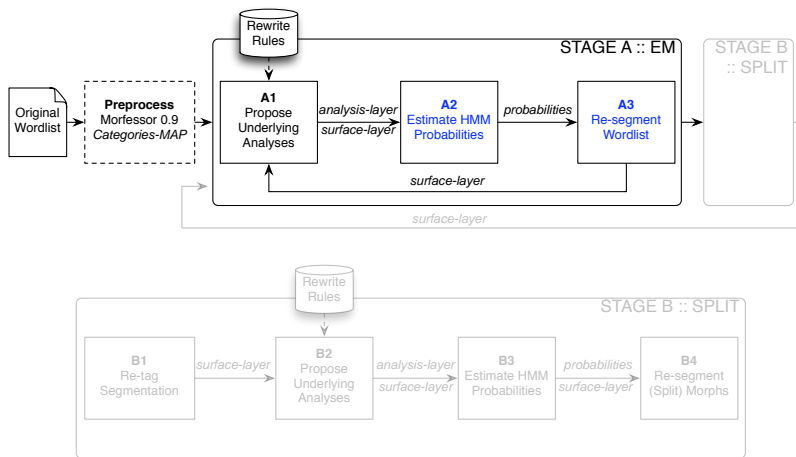 Rewrite
Rules
STAGE A :: EM
STAGE B
:: SPLIT
Original
Wordlist
Preprocess
Morfessor 0.9
Categories-MAP
A1
Propose
Underlying
Analyses
analysis-layer
surface-layer
A2
Estimate HMM
Probabilities
probabilities
A3
Re-segment
Wordlist
surface-layer
surface-layer
Rewrite
Rules
STAGE B :: SPLIT
B1
Re-tag
Segmentation
surface-layer
B2
Propose
Underlying
Analyses
analysis-layer
surface-layer
B3
Estimate HMM
Probabilities
probabilities
surface-layer
B4
Re-segment
(Split) Morphs